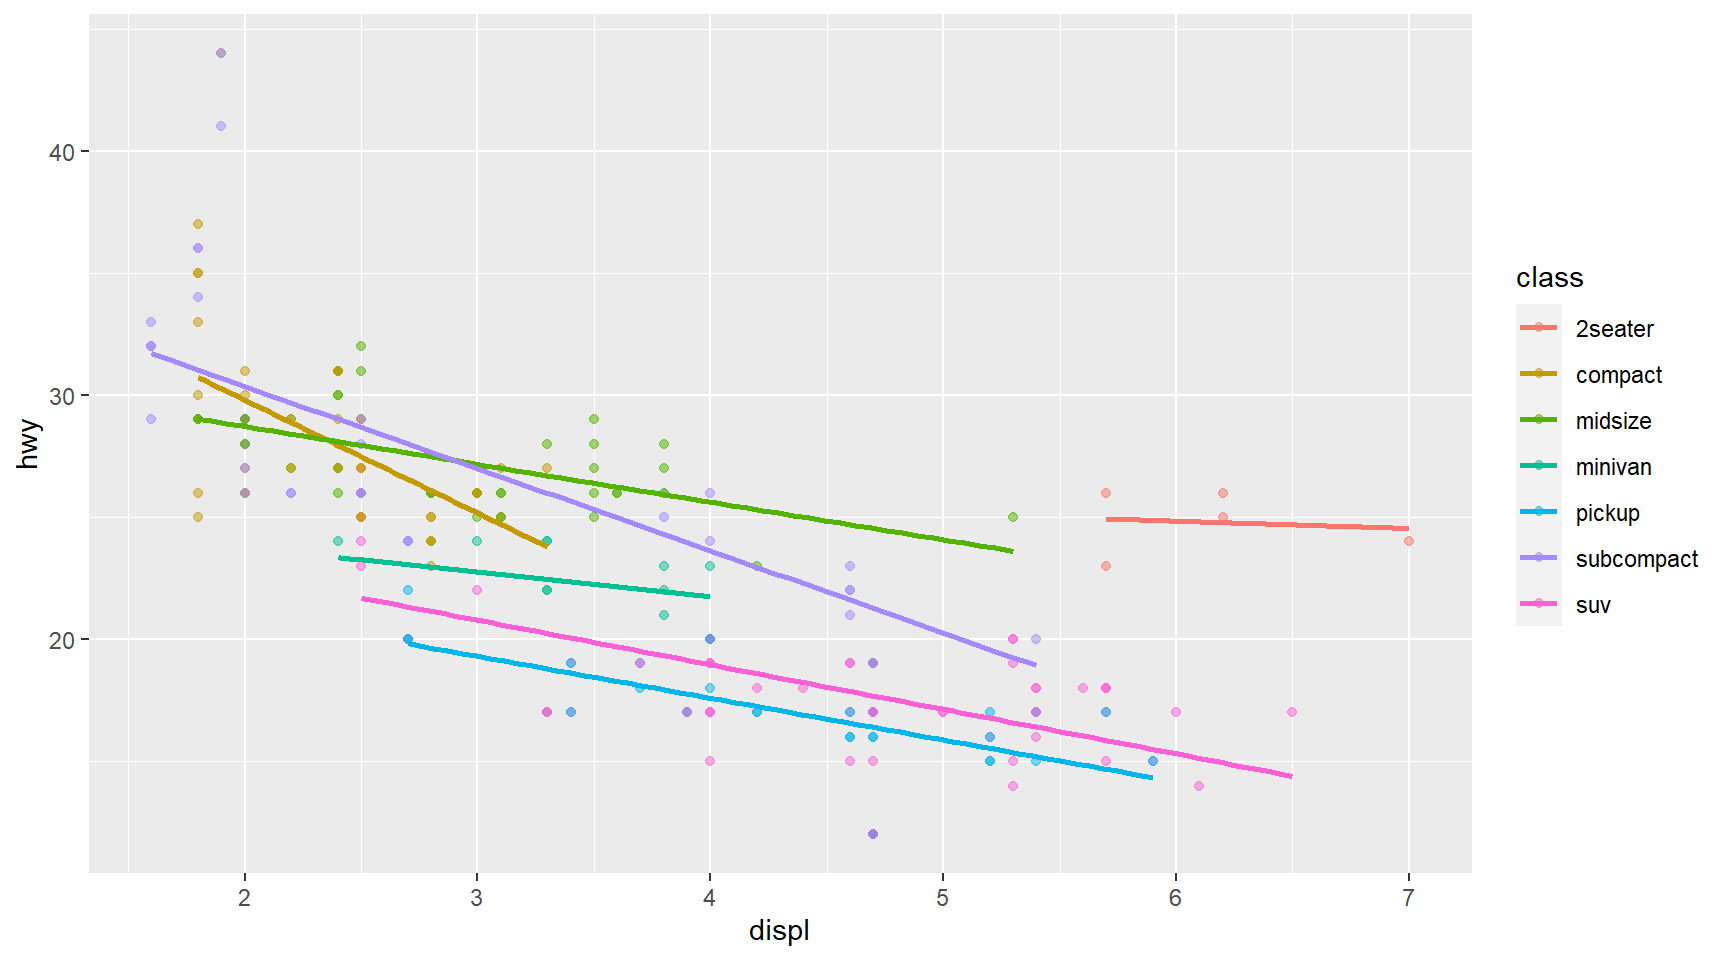 40
30
20
hwy
2
3
4
5
6
7
displ
class
2seater
compact
midsize
minivan
pickup
subcompact
suv